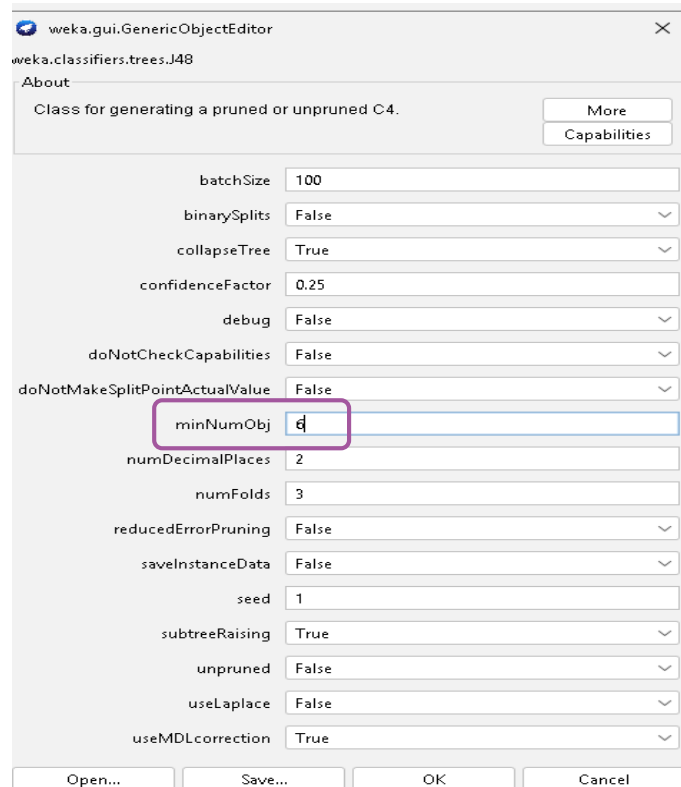 weka.gui.GenericObjectEditor
weka.classifiers.trees.J48
About
Class for generating a pruned or unpruned C4.
More
Capabilities
batchSize 100
binarySplits False
collapseTree True
confidenceFactor 0.25
debug False
doNotCheckCapabilities False
doNotMakeSplitPointActualValue False
minNumObj 6
numDecimalPlaces 2
numFolds 3
reducedErrorPruning False
saveInstanceData False
seed 1
subtreeRaising True
unpruned False
useLaplace False
useMDLcorrection True
Open... Save... OK Cancel